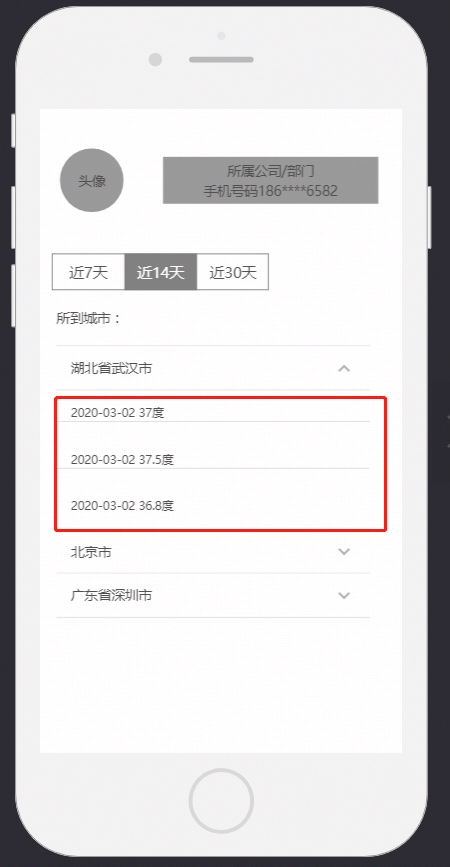 头像
所属公司/部门
手机号码186****6582
近7天 近14天 近30天
所到城市：
湖北省武汉市
2020-03-02 37度
2020-03-02 37.5度
2020-03-02 36.8度
北京市
广东省深圳市